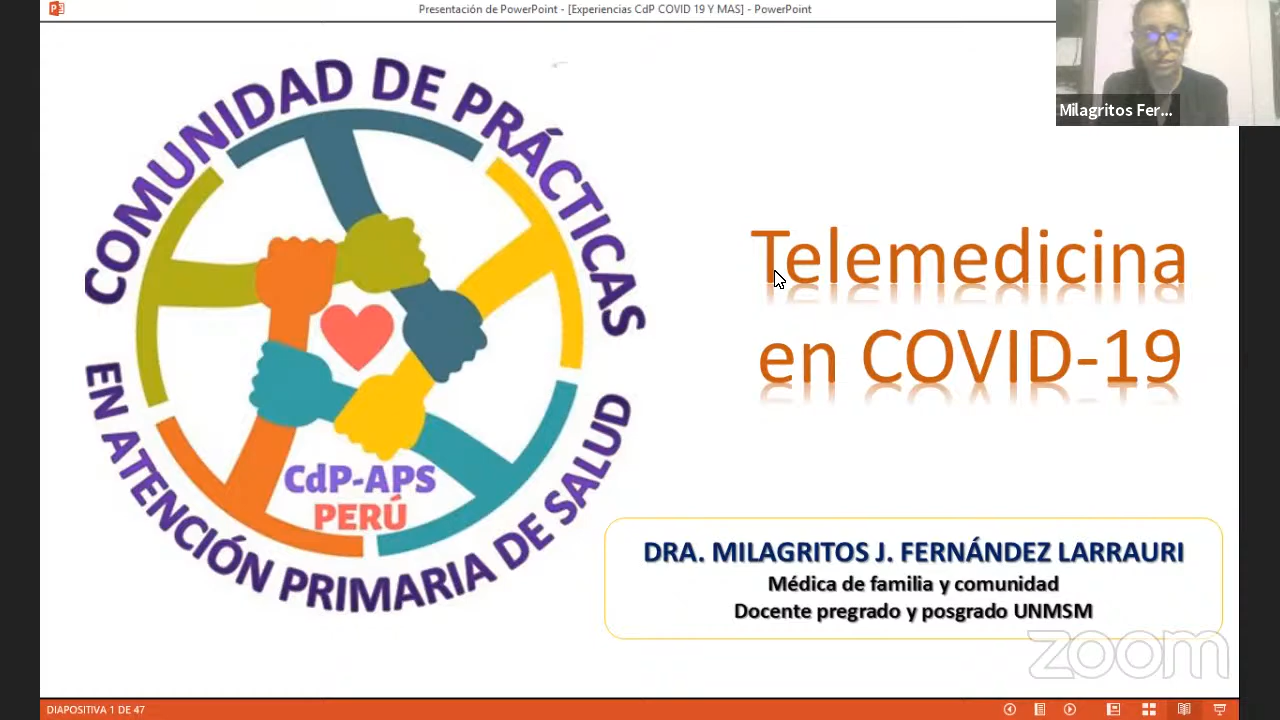 Presentación de PowerPoint - [Experiencias CdP COVID 19 Y MAS] - PowerPoint
Milagritos Fer...
COMUNIDAD DE PRÁCTICAS
EN ATENCIÓN PRIMARIA DE SALUD
CdP-APS
PERÚ
Telemedicina
en COVID-19
DRA. MILAGRITOS J. FERNÁNDEZ LARRAURI
Médica de familia y comunidad
Docente pregrado y posgrado UNMSM
zoom
DIAPOSITIVA 1 DE 47